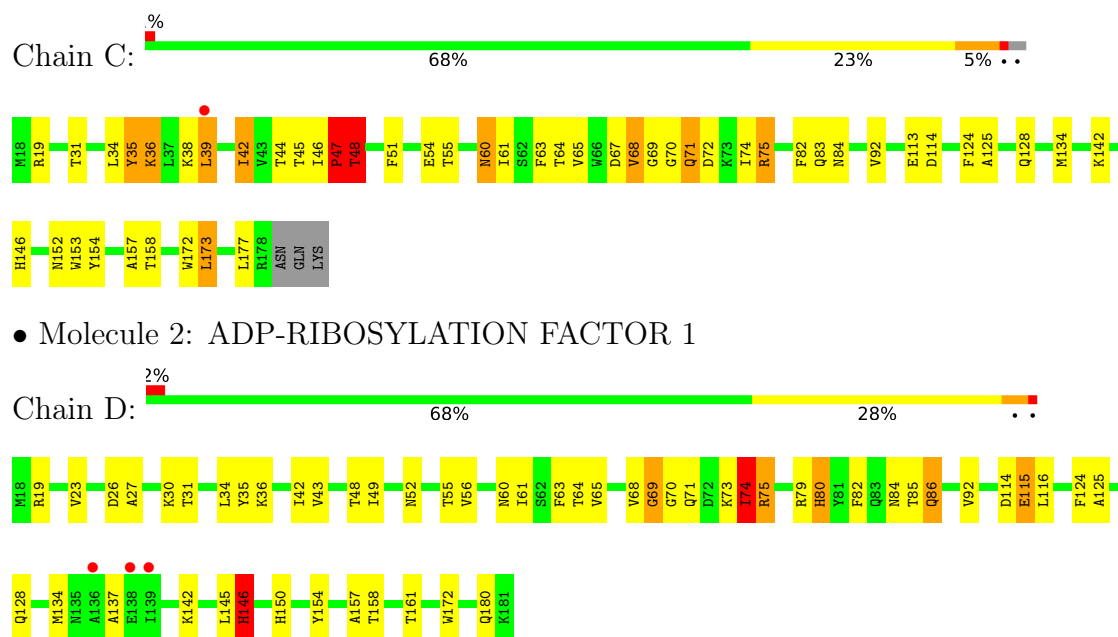 .%
Chain C:
68% 23% 5% • •
M18 R19 T31 L34 Y35 K36 L37 K38 L39 I42 V43 T44 T45 I46 P47 T48 F51 E54 T55 N60 I61 S62 F63 T64 V65 W66 D67 V68 G69 G70 Q71 D72 K73 I74 R75 F82 Q83 N84 V92 E113 D114 F124 A125 Q128 M134 K142
H146 N152 W153 Y154 A157 T158 W172 L173 L177 R178 ASN GLN LYS
• Molecule 2: ADP-RIBOSYLATION FACTOR 1
2%
Chain D:
68% 28% • •
M18 R19 V23 D26 A27 K30 T31 L34 Y35 K36 I42 V43 T48 I49 N52 T55 V56 N60 I61 S62 F63 T64 V65 V68 G69 G70 Q71 D72 K73 I74 R75 R79 H80 Y81 F82 Q83 N84 T85 Q86 V92 D114 E115 L116 F124 A125
Q128 M134 N135 A136 A137 E138 I139 K142 L145 H146 H150 Y154 A157 T158 T161 W172 Q180 K181